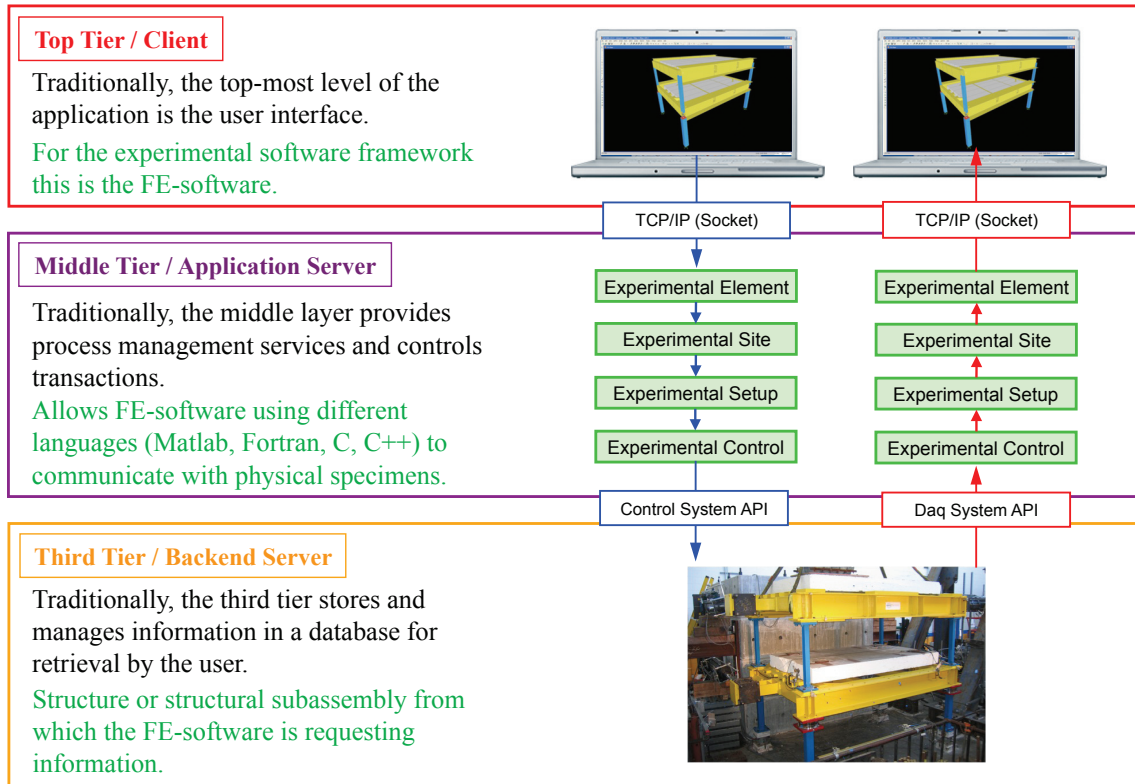 Top Tier / Client
Traditionally, the top-most level of the
application is the user interface.
For the experimental software framework
this is the FE-software.
TCP/IP (Socket)
TCP/IP (Socket)
Middle Tier / Application Server
Traditionally, the middle layer provides
process management services and controls
transactions.
Allows FE-software using different
languages (Matlab, Fortran, C, C++) to
communicate with physical specimens.
Experimental Element
Experimental Site
Experimental Setup
Experimental Control
Experimental Element
Experimental Site
Experimental Setup
Experimental Control
Control System API
Daq System API
Third Tier / Backend Server
Traditionally, the third tier stores and
manages information in a database for
retrieval by the user.
Structure or structural subassembly from
which the FE-software is requesting
information.